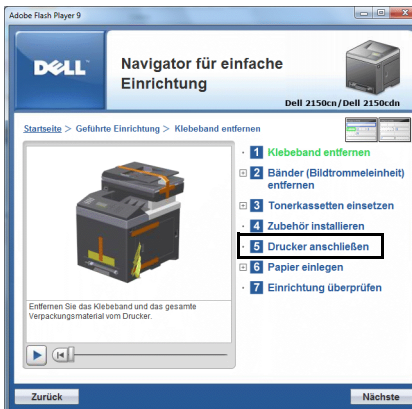 Adobe Flash Player 9
DELL
Navigator für einfache
Einrichtung
Dell 2150cn/Dell 2150cdn
Startseite > Geführte Einrichtung > Klebeband entfernen
1 Klebeband entfernen
2 Bänder (Bildtrommeleinheit)
entfernen
3 Tonerkassetten einsetzen
4 Zubehör installieren
5 Drucker anschließen
6 Papier einlegen
7 Einrichtung überprüfen
Entfernen Sie das Klebeband und das gesamte
Verpackungsmaterial vom Drucker.
Zurück
Nächste